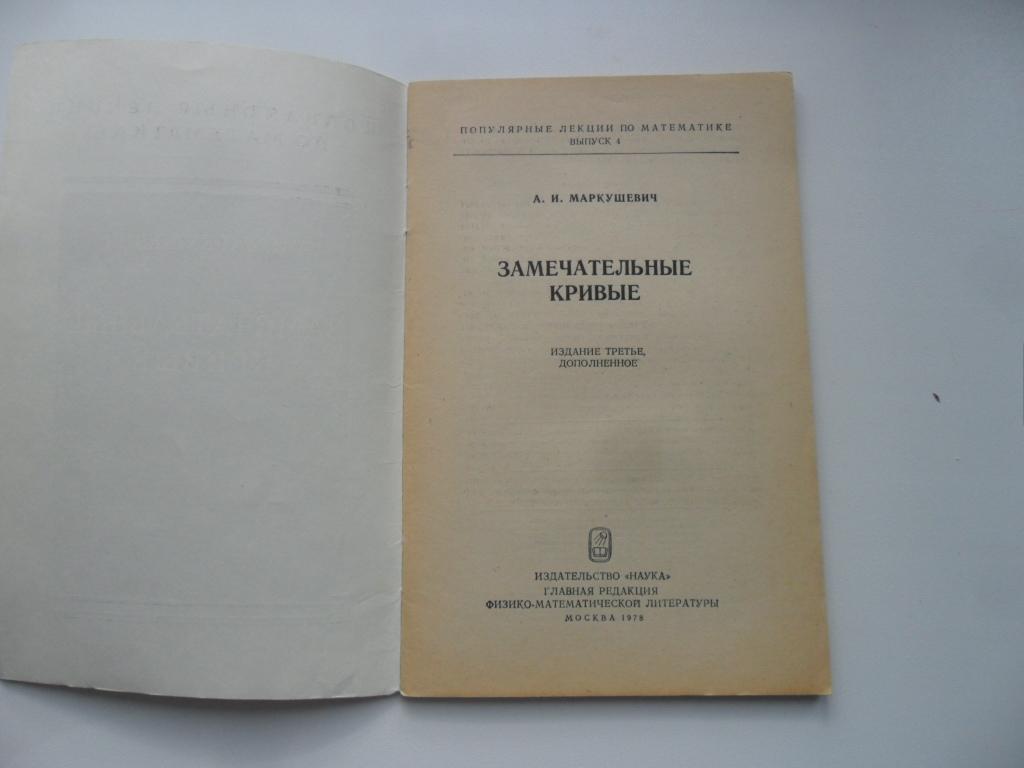 ПОПУЛЯРНЫЕ ЛЕКЦИИ ПО МАТЕМАТИКЕ
ВЫПУСК 4
А. И. МАРКУШЕВИЧ
ЗАМЕЧАТЕЛЬНЫЕ
КРИВЫЕ
ИЗДАНИЕ ТРЕТЬЕ,
ДОПОЛНЕННОЕ
ИЗДАТЕЛЬСТВО «НАУКА»
ГЛАВНАЯ РЕДАКЦИЯ
ФИЗИКО-МАТЕМАТИЧЕСКОЙ ЛИТЕРАТУРЫ
МОСКВА 1978